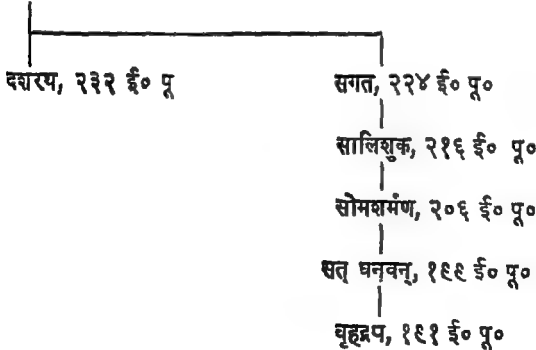 दशरथ, २३२ ई० पू
सगत, २२४ ई० पू०
सालिशुक, २१६ ई० पू०
सोमशर्मण, २०६ ई० पू०
सत् धनवन्, १९९ ई० पू०
वृहद्रप, १९१ ई० पू०